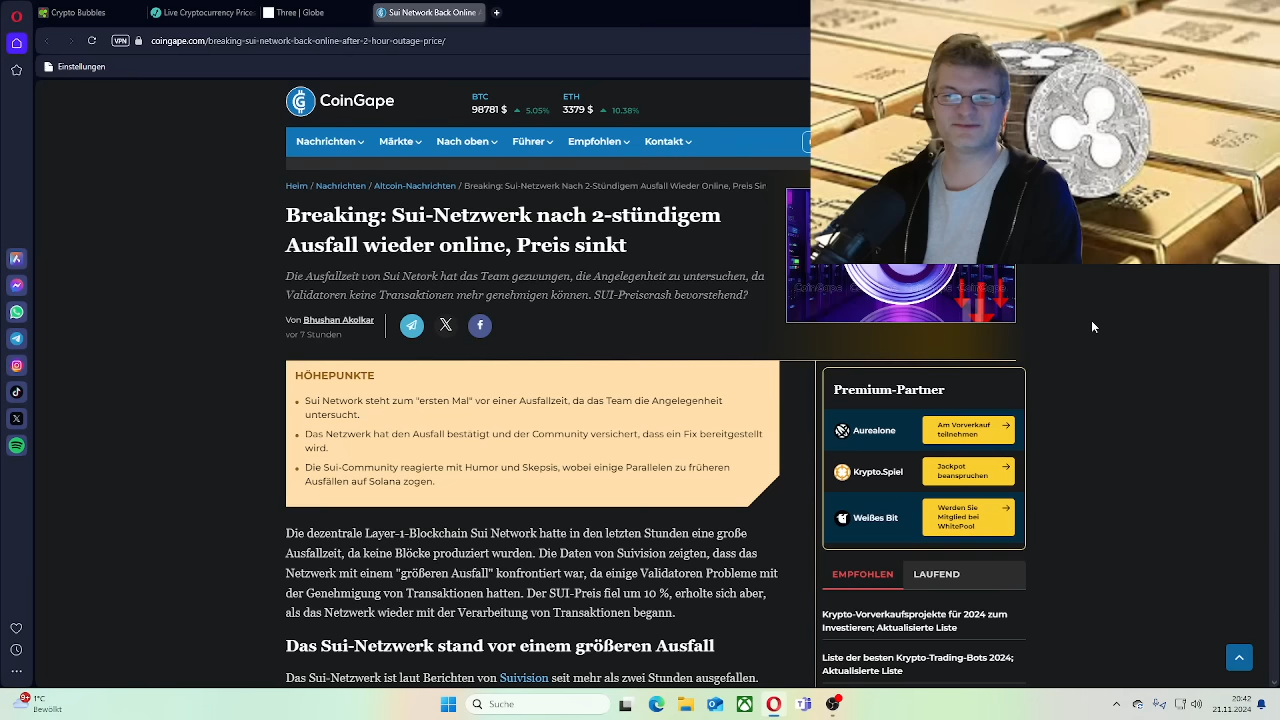 Crypto Bubbles
Live Cryptocurrency Price
Three | Globe
Sui Network Back Online
VPN
coingape.com/breaking-sui-network-back-online-after-2-hour-outage-price/
Einstellungen
CoinGape
BTC
98781 $ 5.05%
ETH
3379 $ 10.38%
Nachrichten
Märkte
Nach oben
Führer
Empfohlen
Kontakt
Heim / Nachrichten / Altcoin-Nachrichten / Breaking: Sui-Netzwerk Nach 2-Stündigem Ausfall Wieder Online, Preis Sin
Breaking: Sui-Netzwerk nach 2-stündigem
Ausfall wieder online, Preis sinkt
Ausfallzeit von Sui Netork hat das Team gezwungen, die Angelegenheit zu untersuchen, da
Validatoren keine Transaktionen mehr genehmigen können. SUI-Preiscrash bevorstehend?
Von Bhushan Akolkar
vor 7 Stunden
HÖHEPUNKTE
Sui Network steht zum "ersten Mal" vor einer Ausfallzeit, da das Team die Angelegenheit
untersucht.
Das Netzwerk hat den Ausfall bestätigt und der Community versichert, dass ein Fix bereitgestellt
wird.
Die Sui-Community reagierte mit Humor und Skepsis, wobei einige Parallelen zu früheren
Ausfällen auf Solana zogen.
Die dezentrale Layer-1-Blockchain Sui Network hatte in den letzten Stunden eine große
Ausfallzeit, da keine Blöcke produziert wurden. Die Daten von Suivision zeigten, dass das
Netzwerk mit einem "größeren Ausfall" konfrontiert war, da einige Validatoren Probleme mit
der Genehmigung von Transaktionen hatten. Der SUI-Preis fiel um 10 %, erholte sich aber,
als das Netzwerk wieder mit der Verarbeitung von Transaktionen begann.
Das Sui-Netzwerk stand vor einem größeren Ausfall
Das Sui-Netzwerk ist laut Berichten von Suivision seit fast zwei Stunden ausgefallen.
Premium-Partner
Aurealone
Am Vorverkauf
teilnehmen
Krypto.Spiel
Jackpot
beanspruchen
Weißes Bit
Werden Sie
Mitglied bei
WhitePool
EMPFOHLEN
LAUFEND
Krypto-Vorverkaufsprojekte für 2024 zum
Investieren; Aktualisierte Liste
Liste der besten Krypto-Trading-Bots 2024;
Aktualisierte Liste
1°C
Bewölkt
Suche
20:42
21.11.2024